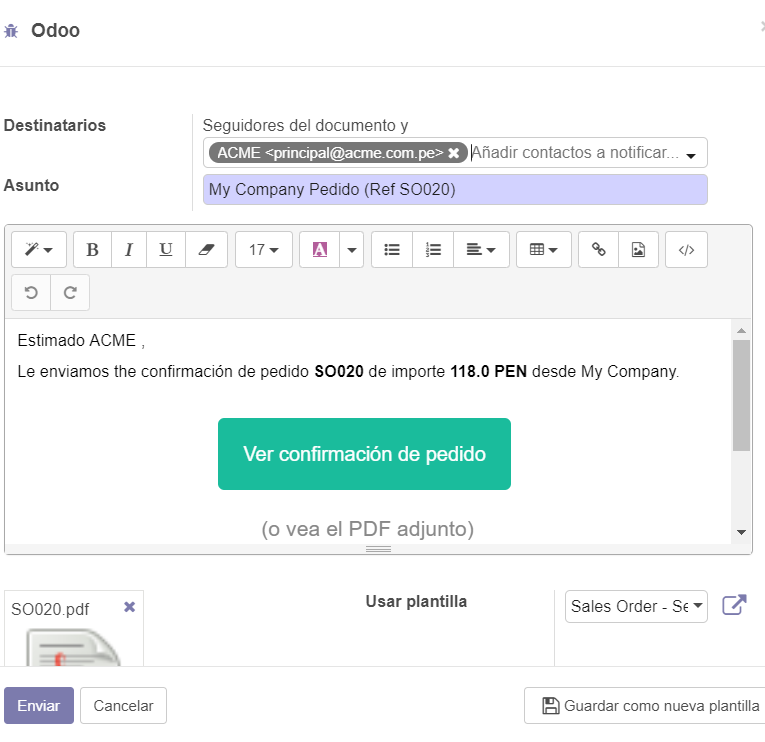 Odoo
Destinatarios
Seguidores del documento y
ACME <principal@acme.com.pe> Añadir contactos a notificar...
Asunto
My Company Pedido (Ref SO020)
B I U 17 A
</>
Estimado ACME ,
Le enviamos the confirmación de pedido SO020 de importe 118.0 PEN desde My Company.
Ver confirmación de pedido
(o vea el PDF adjunto)
SO020.pdf
Usar plantilla
Sales Order - Se
Enviar
Cancelar
Guardar como nueva plantilla